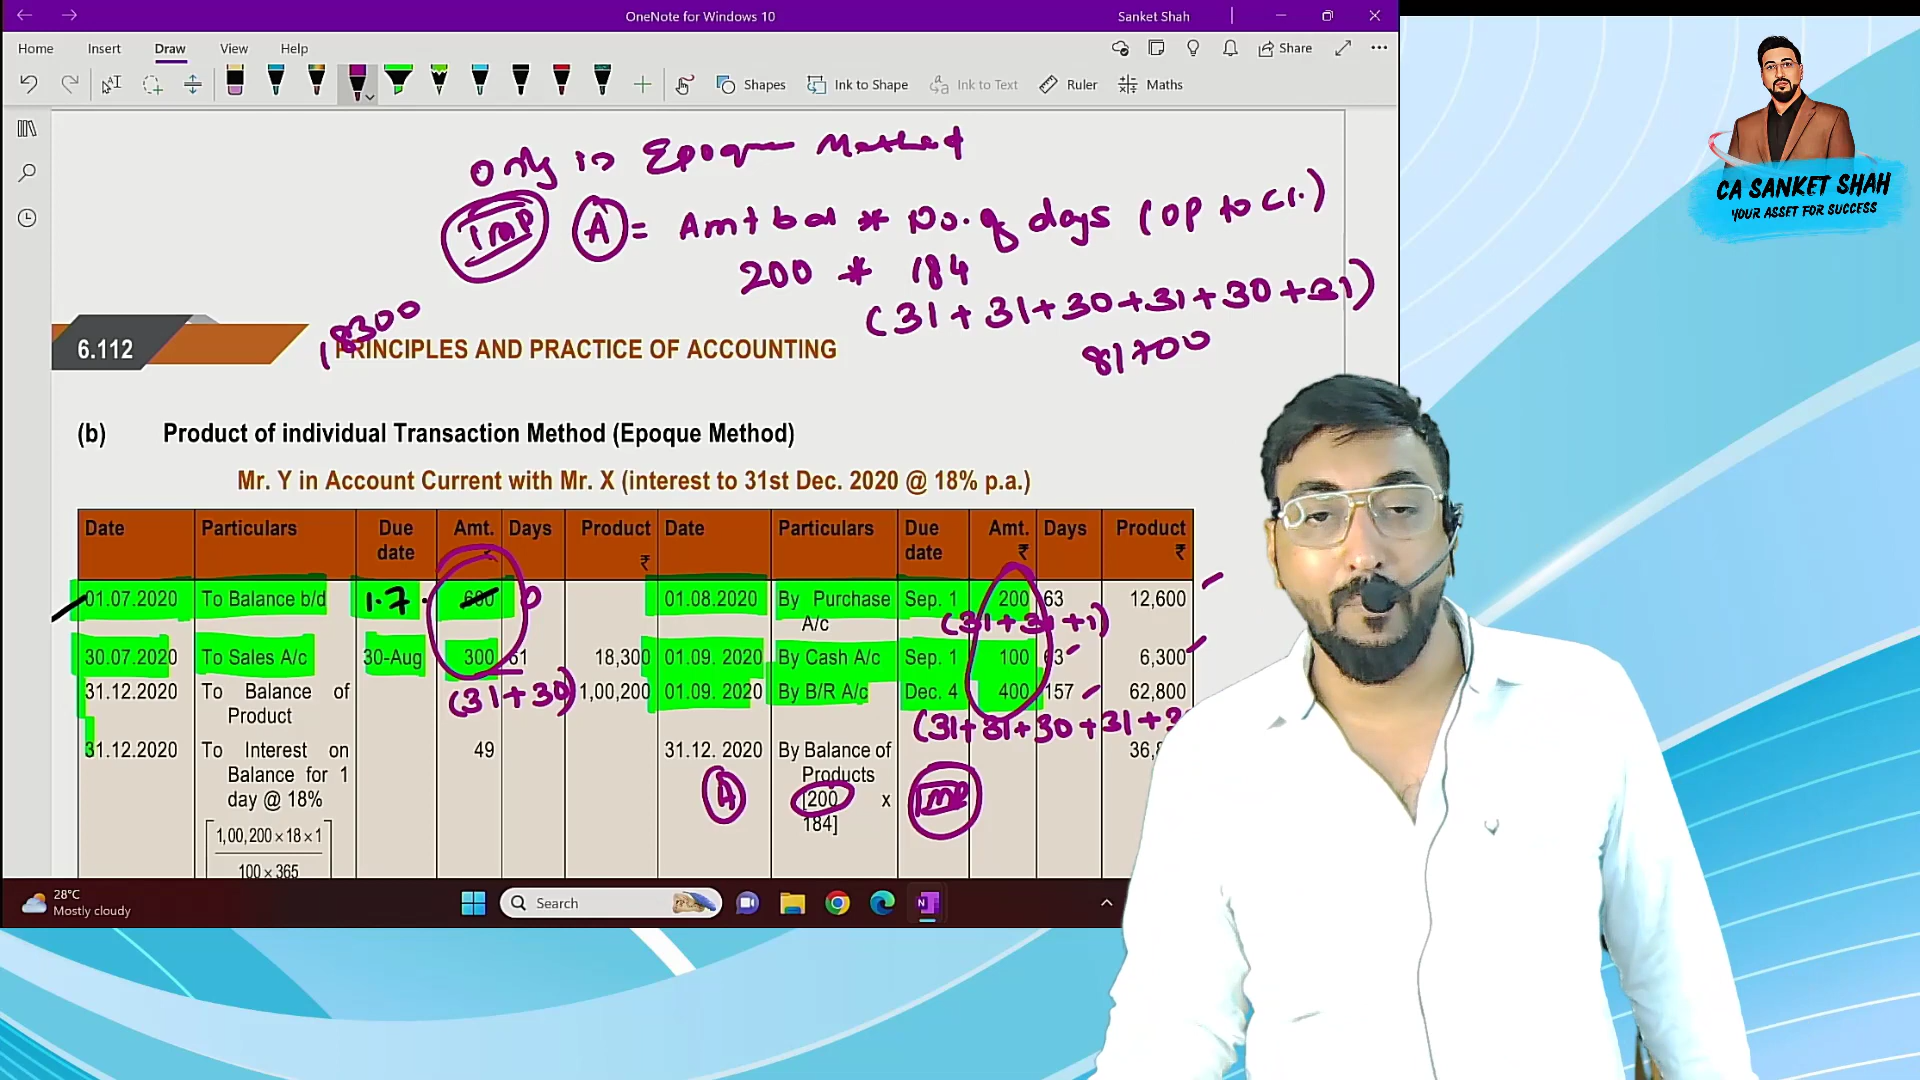 OneNote for Windows 10
Sanket Shah
Home Insert Draw View Help
Share
Shapes Ink to Shape Ink to Text Ruler Maths
Only in Epoque Method
Imp A = Amt bal * No. of days (op to cl.)
200 * 184
(31+31+30+31+30+31)
18300
81700
6.112 PRINCIPLES AND PRACTICE OF ACCOUNTING
(b) Product of individual Transaction Method (Epoque Method)
Mr. Y in Account Current with Mr. X (interest to 31st Dec. 2020 @ 18% p.a.)
Date Particulars Due date Amt. ₹ Days Product ₹ Date Particulars Due date Amt. ₹ Days Product ₹
01.07.2020 To Balance b/d 1.7. 600 0 01.08.2020 By Purchase A/c Sep. 1 200 63 12,600
(31+31+1)
30.07.2020 To Sales A/c 30-Aug 300 61 18,300 01.09. 2020 By Cash A/c Sep. 1 100 63 6,300
(31+30)
31.12.2020 To Balance of Product 1,00,200 01.09. 2020 By B/R A/c Dec. 4 400 157 62,800
(31+31+30+31+3
31.12.2020 To Interest on Balance for 1 day @ 18% 49 31.12. 2020 By Balance of Products [200 x 184] 36,8
A Imp
1,00,200 × 18 × 1
100 × 365
28°C
Mostly cloudy
Search
CA SANKET SHAH
YOUR ASSET FOR SUCCESS